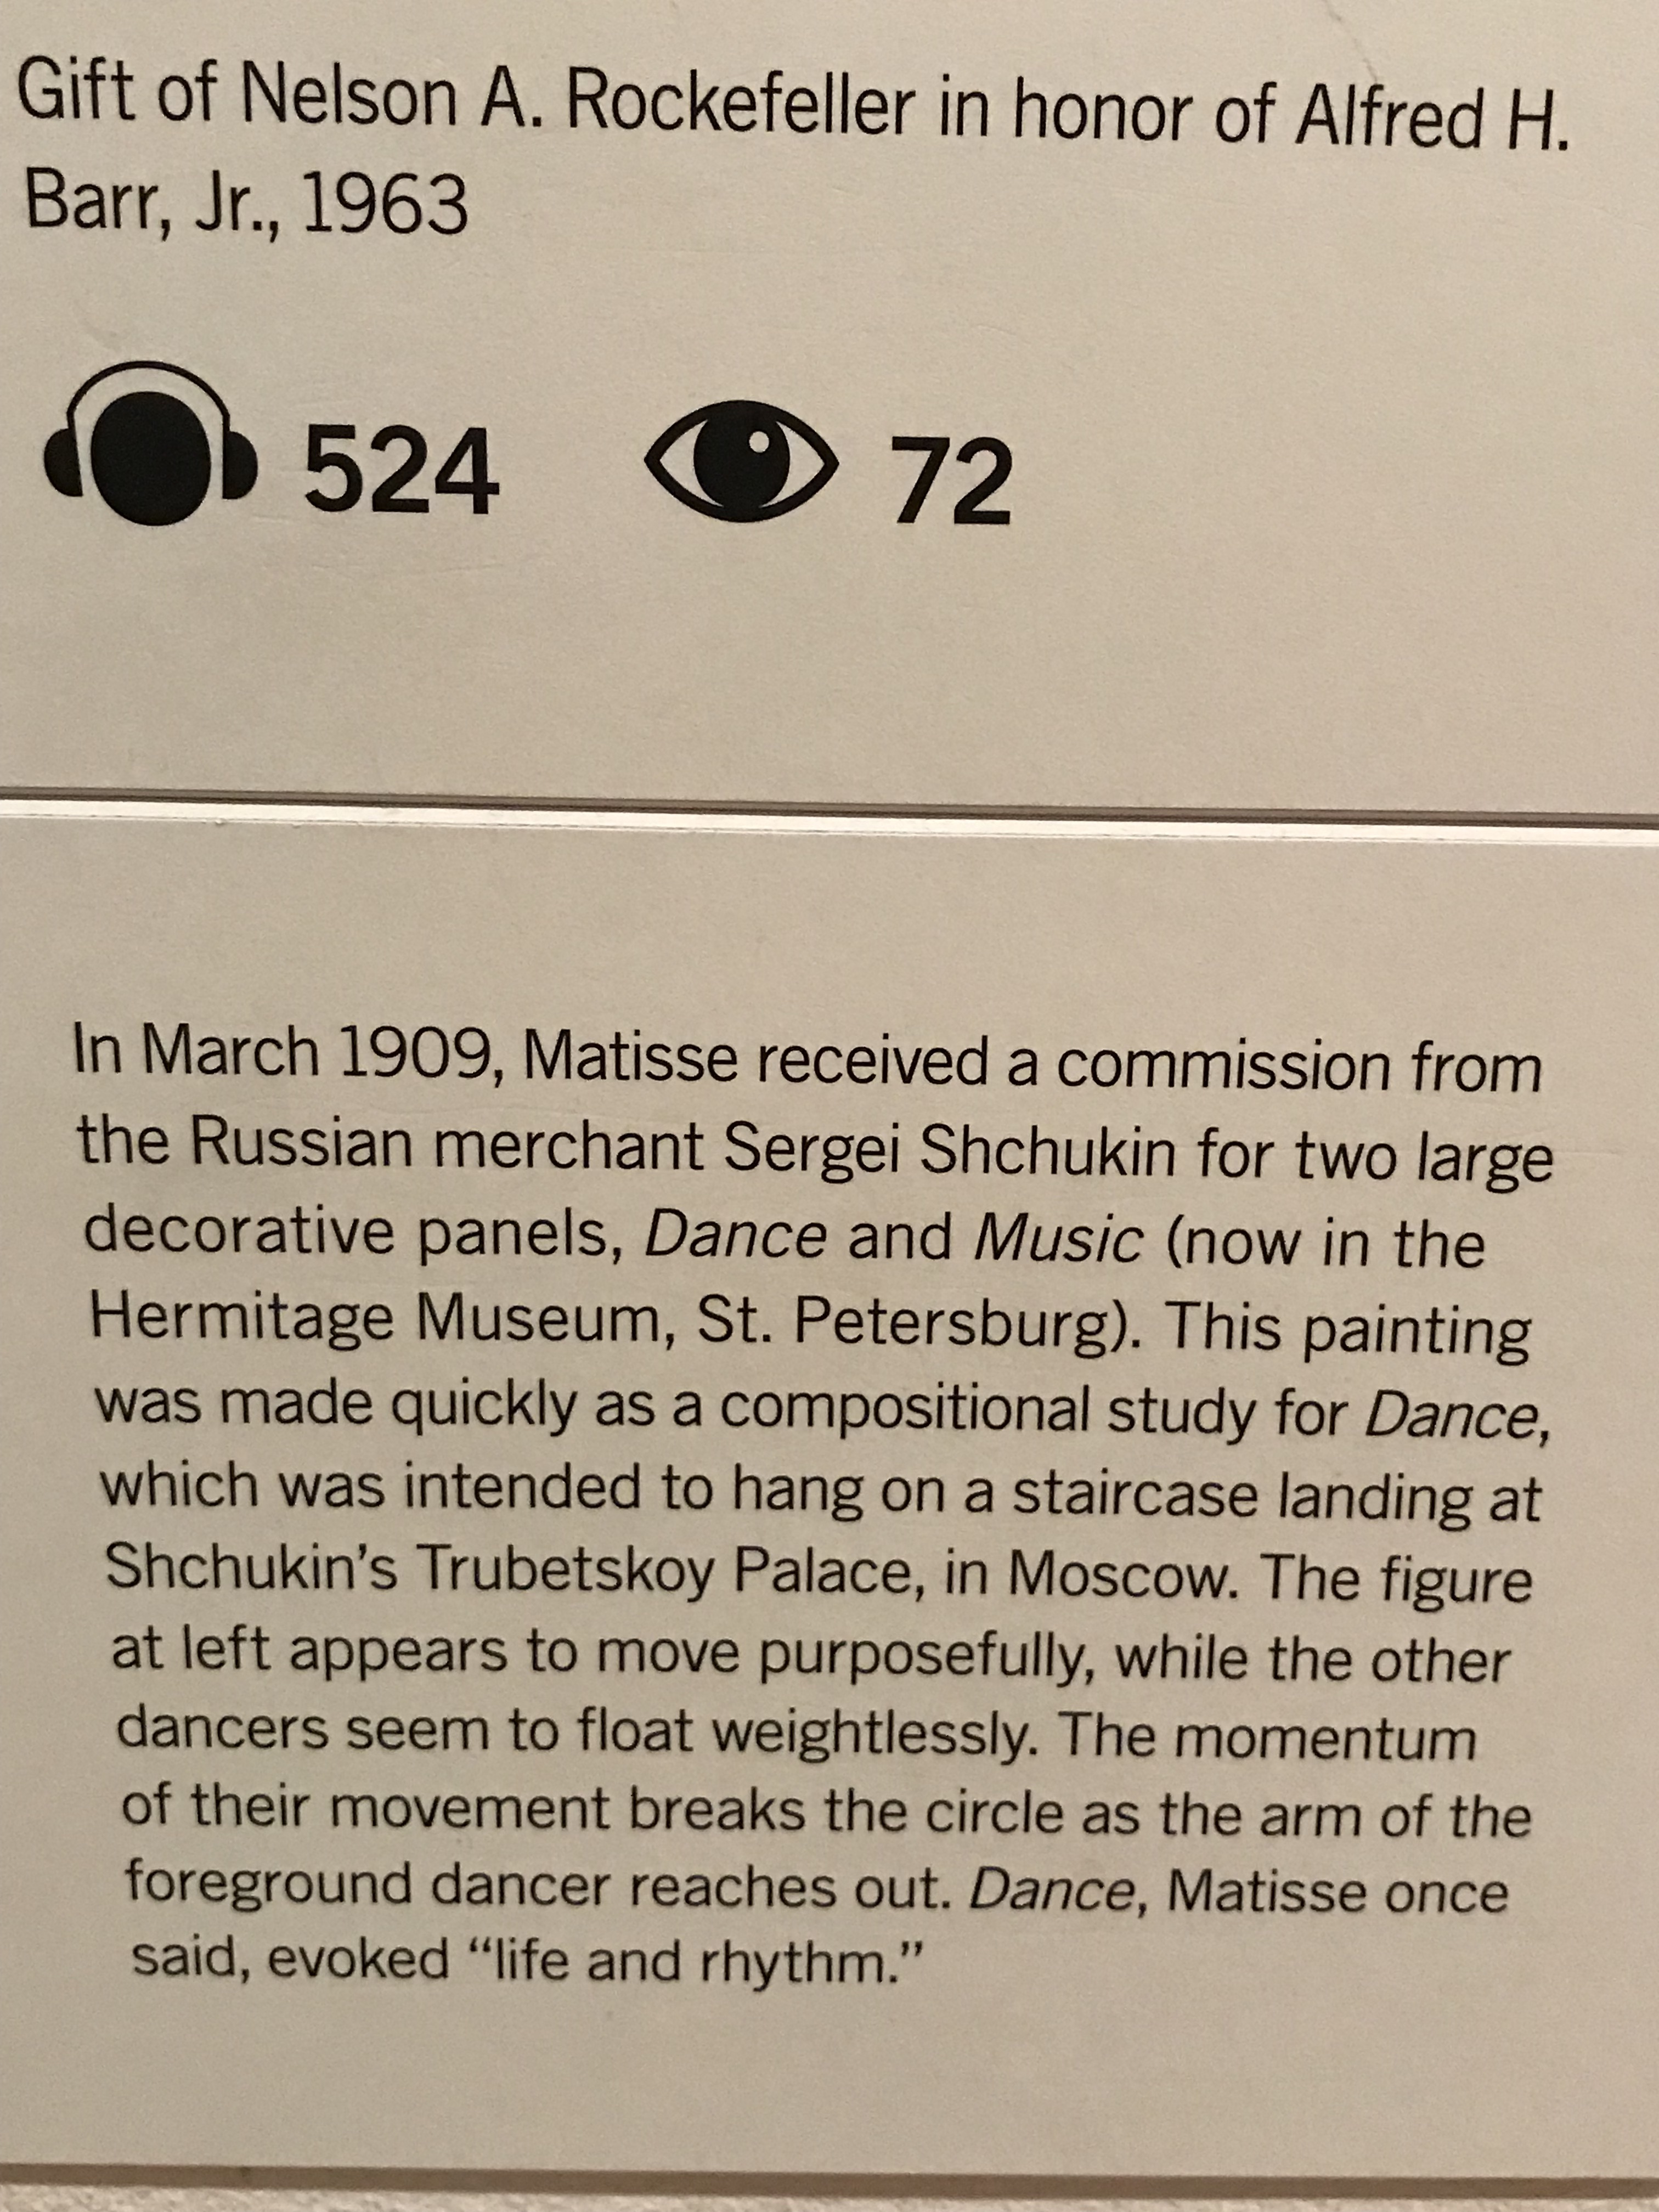 Gift of Nelson A. Rockefeller in honor of Alfred H.
Barr, Jr., 1963
524 72
In March 1909, Matisse received a commission from
the Russian merchant Sergei Shchukin for two large
decorative panels, Dance and Music (now in the
Hermitage Museum, St. Petersburg). This painting
was made quickly as a compositional study for Dance,
which was intended to hang on a staircase landing at
Shchukin’s Trubetskoy Palace, in Moscow. The figure
at left appears to move purposefully, while the other
dancers seem to float weightlessly. The momentum
of their movement breaks the circle as the arm of the
foreground dancer reaches out. Dance, Matisse once
said, evoked “life and rhythm.”